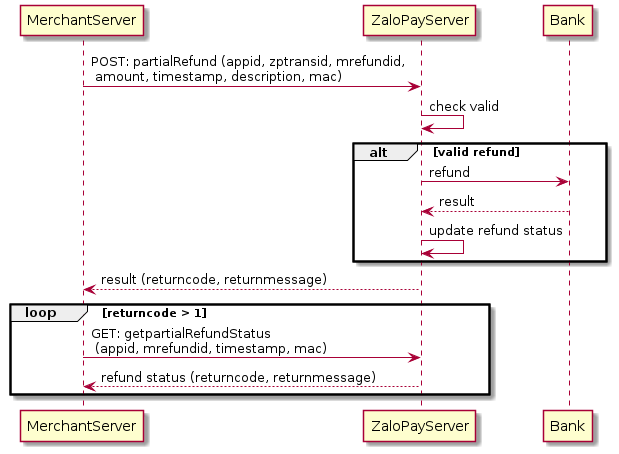 MerchantServer
ZaloPayServer
Bank
POST: partialRefund (appid, zptransid, mrefundid,
amount, timestamp, description, mac)
check valid
alt
[valid refund]
refund
result
update refund status
result (returncode, returnmessage)
loop
[returncode > 1]
GET: getpartialRefundStatus
(appid, mrefundid, timestamp, mac)
refund status (returncode, returnmessage)
MerchantServer
ZaloPayServer
Bank